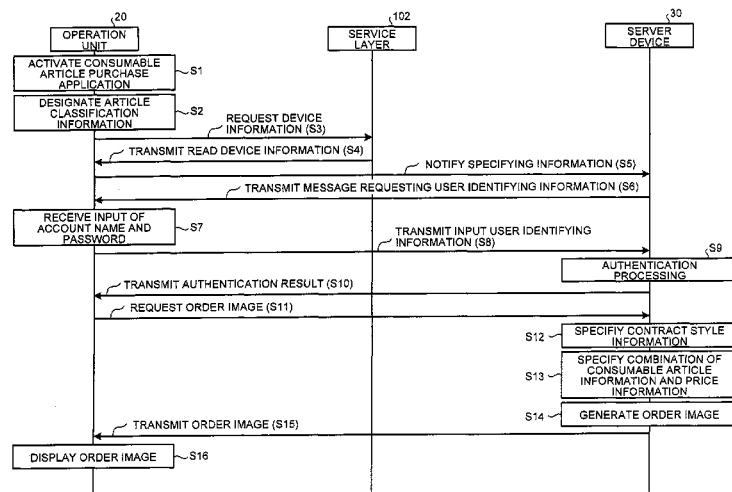 20
OPERATION
UNIT
102
SERVICE
LAYER
30
SERVER
DEVICE
ACTIVATE CONSUMABLE
ARTICLE PURCHASE
APPLICATION
S1
DESIGNATE ARTICLE
CLASSIFICATION
INFORMATION
S2
REQUEST DEVICE
INFORMATION (S3)
TRANSMIT READ DEVICE INFORMATION (S4)
NOTIFY SPECIFYING INFORMATION (S5)
TRANSMIT MESSAGE REQUESTING USER IDENTIFYING INFORMATION (S6)
RECEIVE INPUT OF
ACCOUNT NAME AND
PASSWORD
S7
TRANSMIT INPUT USER IDENTIFYING
INFORMATION (S8)
S9
AUTHENTICATION
PROCESSING
TRANSMIT AUTHENTICATION RESULT (S10)
REQUEST ORDER IMAGE (S11)
S12
SPECIFIY CONTRACT STYLE
INFORMATION
S13
SPECIFY COMBINATION OF
CONSUMABLE ARTICLE
INFORMATION AND PRICE
INFORMATION
S14
GENERATE ORDER IMAGE
TRANSMIT ORDER IMAGE (S15)
DISPLAY ORDER IMAGE
S16